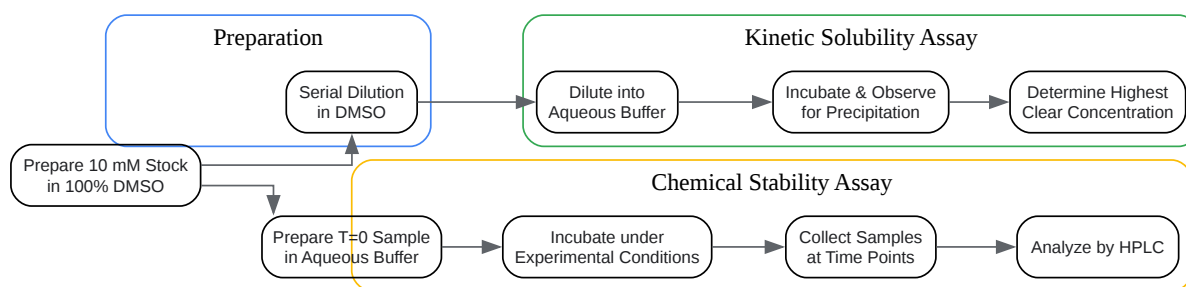 Preparation
Kinetic Solubility Assay
Serial Dilution
in DMSO
Dilute into
Aqueous Buffer
Incubate & Observe
for Precipitation
Determine Highest
Clear Concentration
Prepare 10 mM Stock
in 100% DMSO
Chemical Stability Assay
Prepare T=0 Sample
in Aqueous Buffer
Incubate under
Experimental Conditions
Collect Samples
at Time Points
Analyze by HPLC